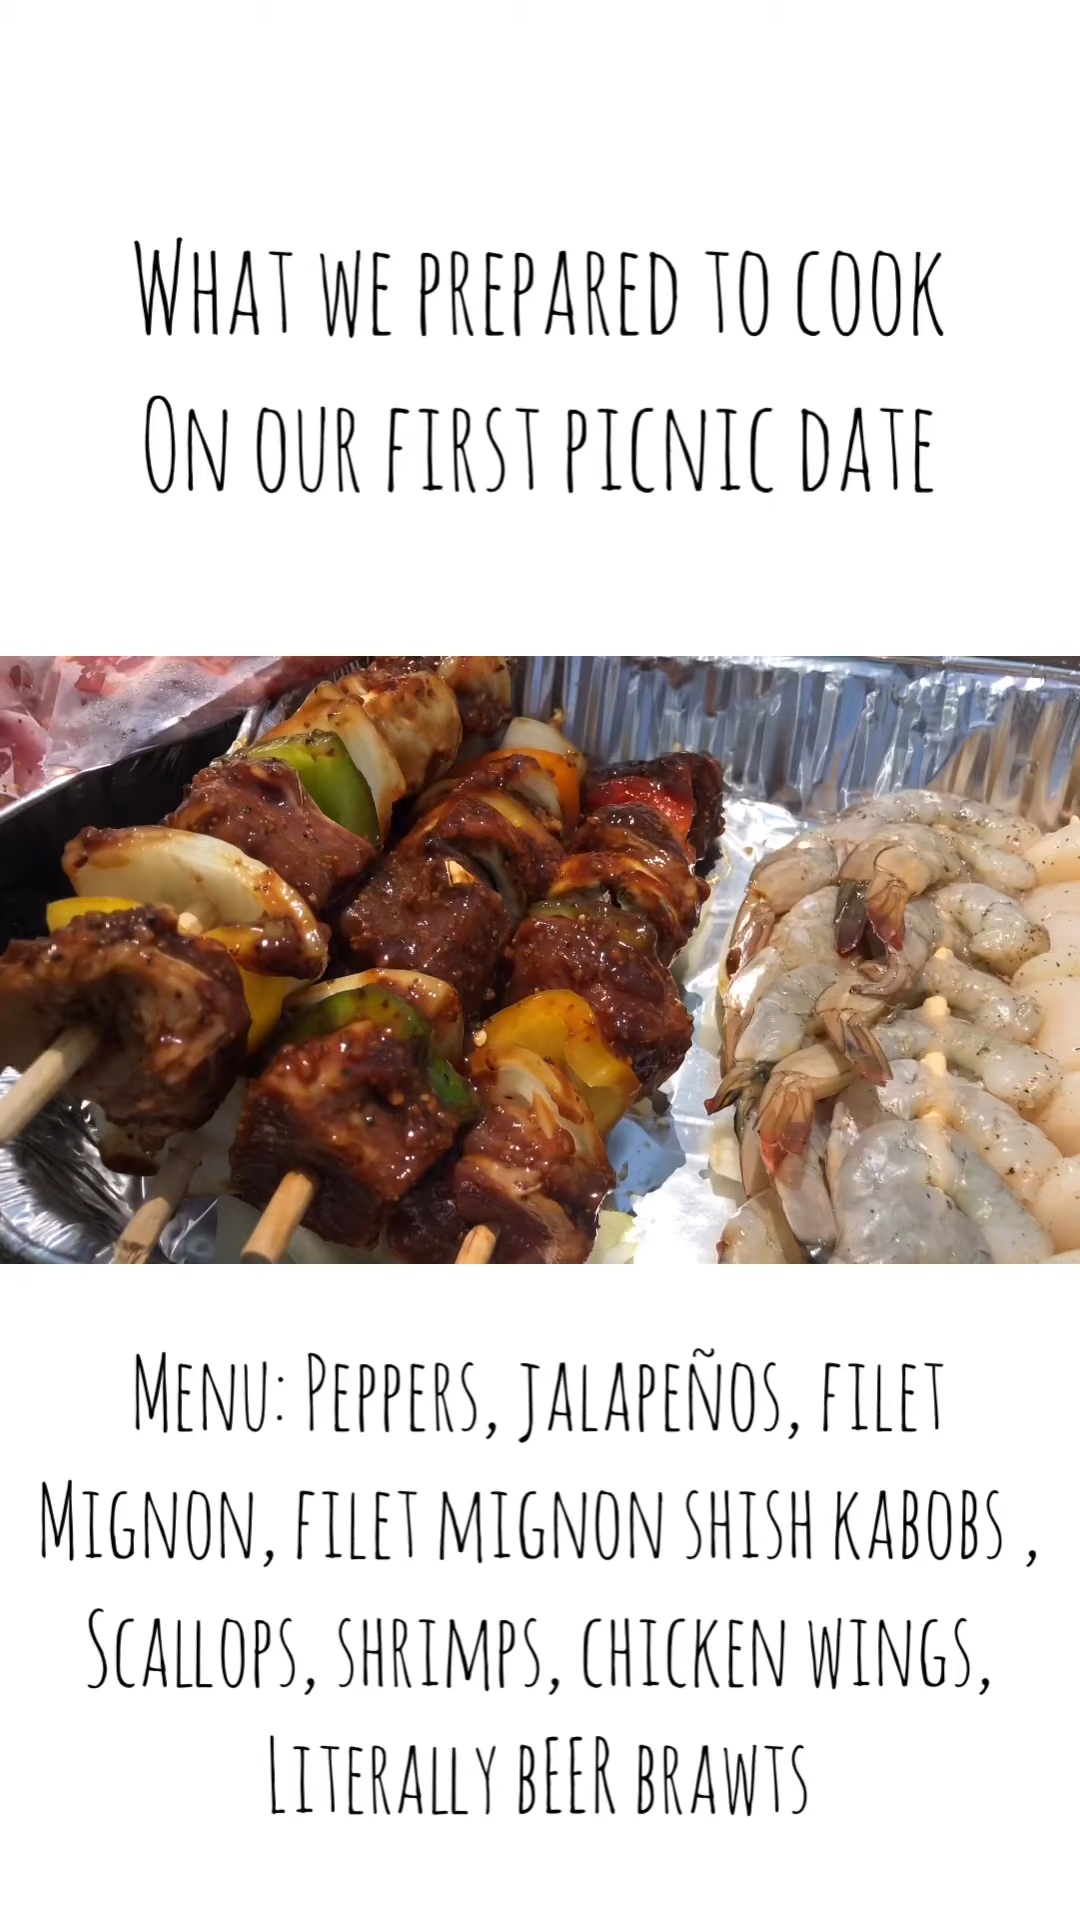 What we prepared to cook
On our first picnic date
Menu: Peppers, jalapeños, filet
Mignon, filet mignon shish kabobs ,
Scallops, shrimps, chicken wings,
Literally beer brawts